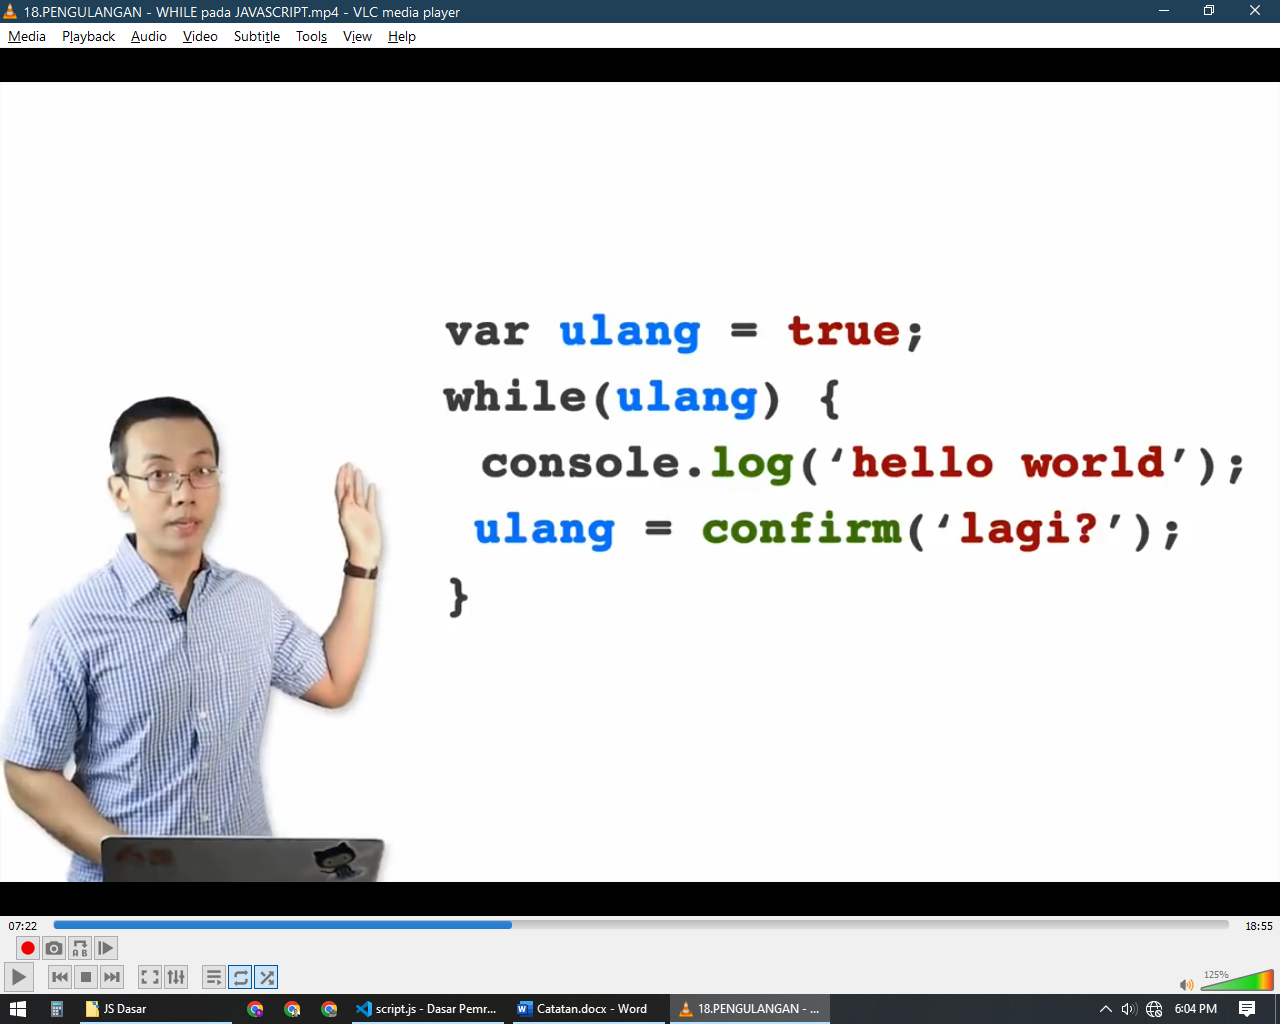 18.PENGULANGAN - WHILE pada JAVASCRIPT.mp4 - VLC media player
Media Playback Audio Video Subtitle Tools View Help
var ulang = true;
while(ulang) {
console.log(‘hello world’);
ulang = confirm(‘lagi?’);
}
07:22
18:55
A B
125%
JS Dasar
script.js - Dasar Pemr...
Catatan.docx - Word
18.PENGULANGAN - ...
6:04 PM